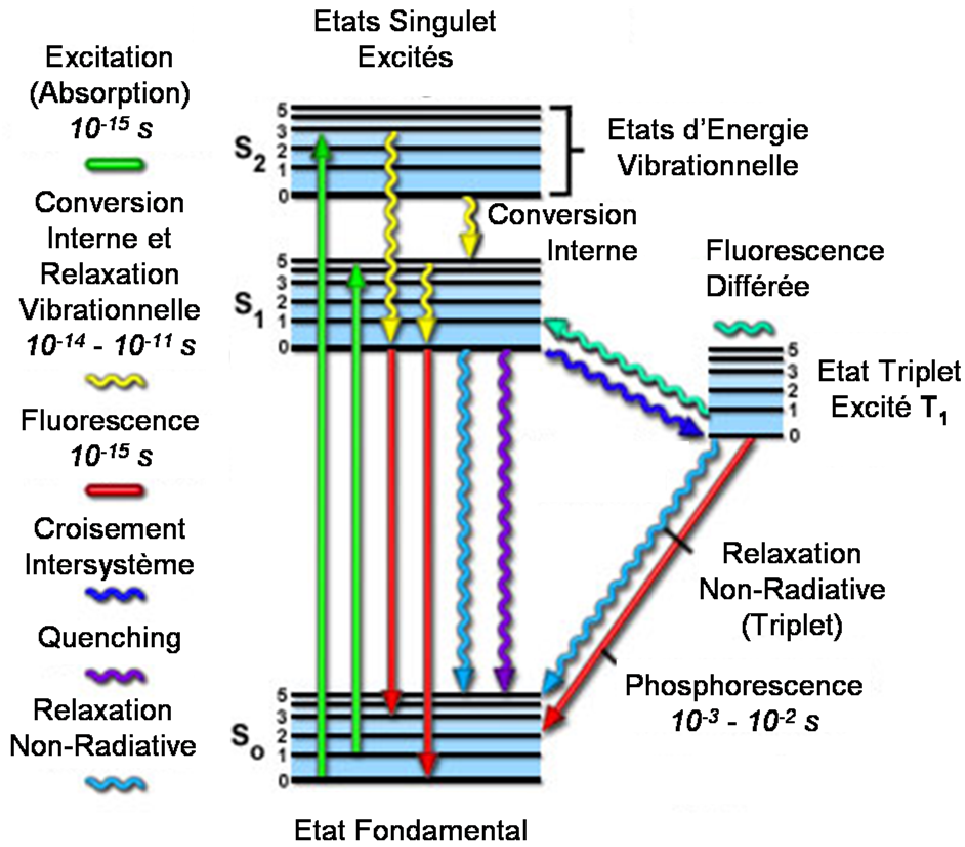 Etats Singulet
Excités
Excitation
(Absorption)
10-15 s
Conversion
Interne et
Relaxation
Vibrationnelle
10-14 - 10-11 s
Fluorescence
10-15 s
Croisement
Intersystème
Quenching
Relaxation
Non-Radiative
S2
5
3
2
1
0
Etats d'Energie
Vibrationnelle
Conversion
Interne
S1
5
3
2
1
0
Fluorescence
Différée
5
3
2
1
0
Etat Triplet
Excité T1
Relaxation
Non-Radiative
(Triplet)
Phosphorescence
10-3 - 10-2 s
So
5
3
2
1
0
Etat Fondamental